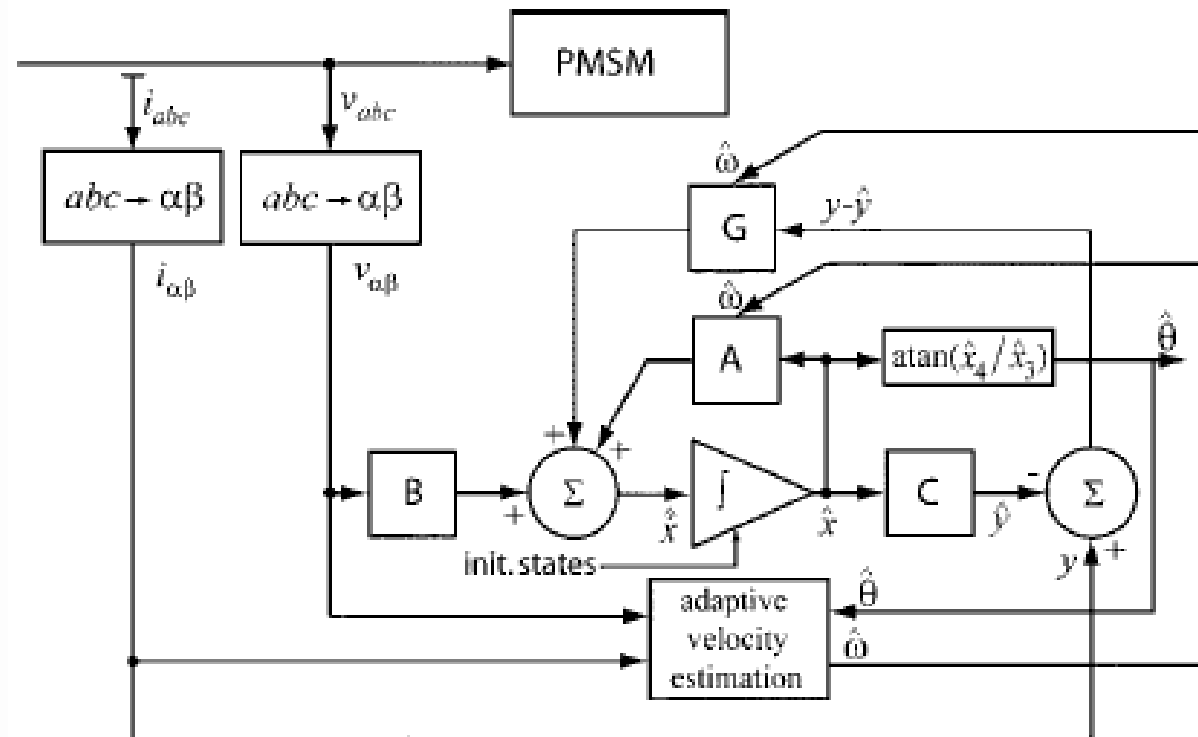 PMSM
i_abc
v_abc
abc → αβ
abc → αβ
ω̂
G
y-ŷ
i_αβ
v_αβ
ω̂
A
atan(x̂_4/x̂_3)
θ̂
+
+
B
+
Σ
x̂̇
∫
x̂
C
ŷ
-
Σ
+
y
init. states
adaptive
velocity
estimation
θ̂
ω̂